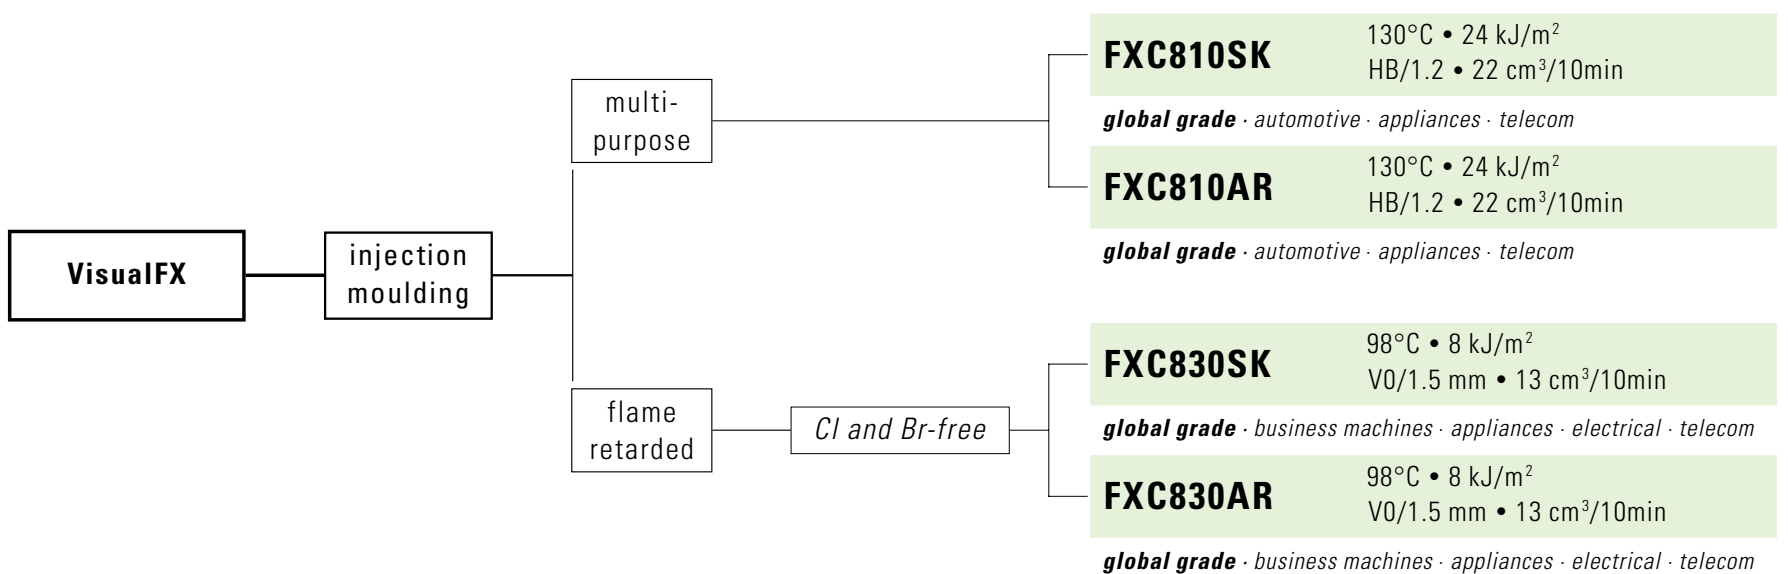 VisualFX
injection
moulding
multi-
purpose
FXC810SK
130°C • 24 kJ/m²
HB/1.2 • 22 cm³/10min
global grade · automotive · appliances · telecom
FXC810AR
130°C • 24 kJ/m²
HB/1.2 • 22 cm³/10min
global grade · automotive · appliances · telecom
flame
retarded
Cl and Br-free
FXC830SK
98°C • 8 kJ/m²
V0/1.5 mm • 13 cm³/10min
global grade · business machines · appliances · electrical · telecom
FXC830AR
98°C • 8 kJ/m²
V0/1.5 mm • 13 cm³/10min
global grade · business machines · appliances · electrical · telecom